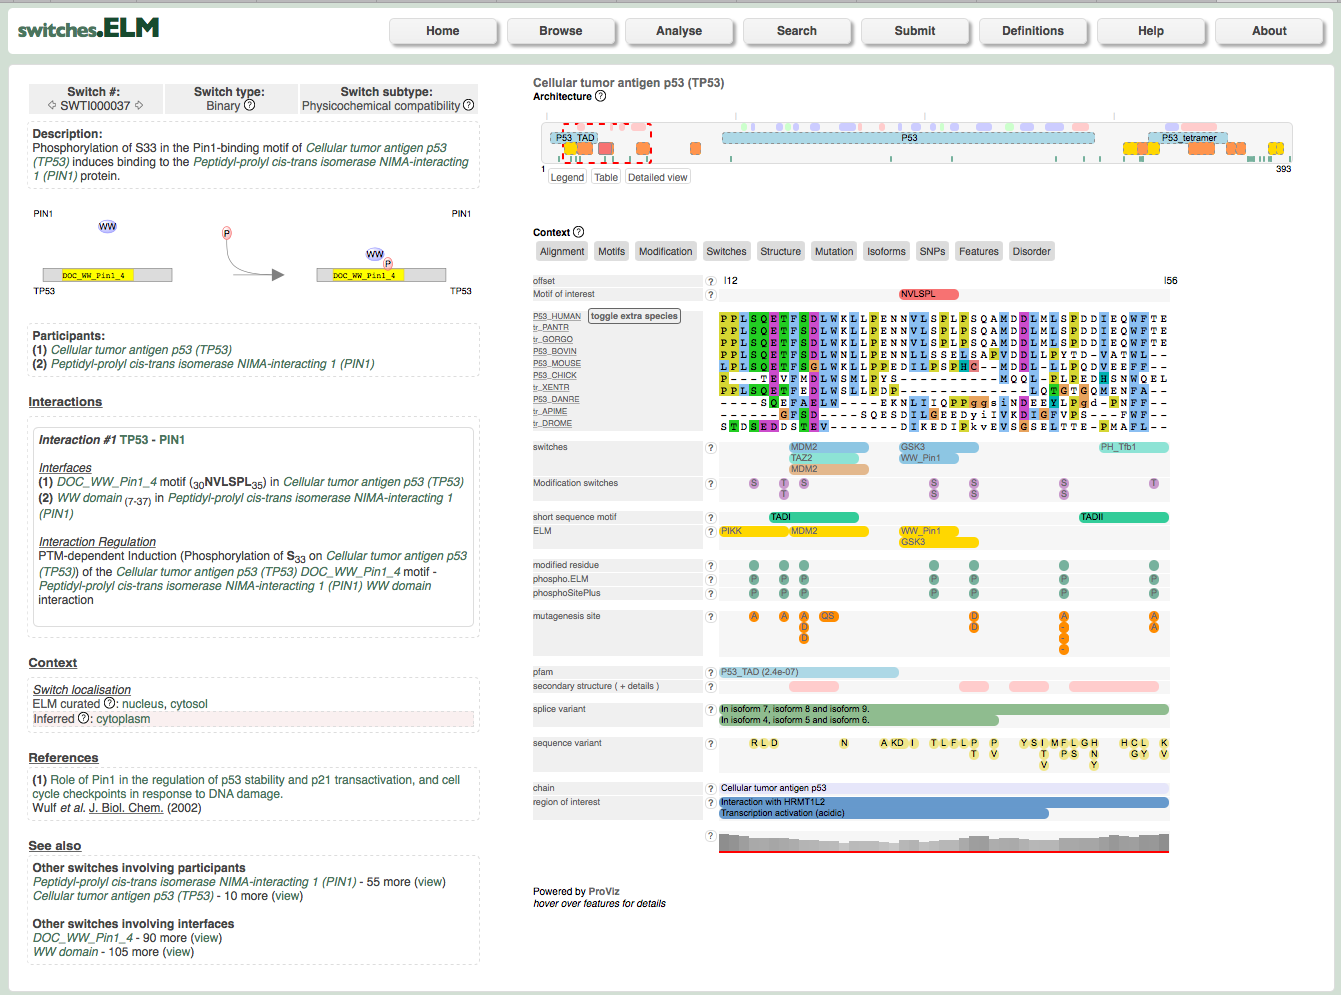 switches.ELM
Home Browse Analyse Search Submit Definitions Help About
Switch #: SWTI000037
Switch type: Binary ?
Switch subtype: Physicochemical compatibility ?
Description:
Phosphorylation of S33 in the Pin1-binding motif of Cellular tumor antigen p53
(TP53) induces binding to the Peptidyl-prolyl cis-trans isomerase NIMA-interacting
1 (PIN1) protein.
PIN1 PIN1
WW P WW P
DOC_WW_Pin1_4 DOC_WW_Pin1_4
TP53 TP53
Participants:
(1) Cellular tumor antigen p53 (TP53)
(2) Peptidyl-prolyl cis-trans isomerase NIMA-interacting 1 (PIN1)
Interactions
Interaction #1 TP53 - PIN1
Interfaces
(1) DOC_WW_Pin1_4 motif (30NVLSPL35) in Cellular tumor antigen p53 (TP53)
(2) WW domain (7-37) in Peptidyl-prolyl cis-trans isomerase NIMA-interacting 1
(PIN1)
Interaction Regulation
PTM-dependent Induction (Phosphorylation of S33 on Cellular tumor antigen p53
(TP53)) of the Cellular tumor antigen p53 (TP53) DOC_WW_Pin1_4 motif -
Peptidyl-prolyl cis-trans isomerase NIMA-interacting 1 (PIN1) WW domain
interaction
Context
Switch localisation
ELM curated ?: nucleus, cytosol
Inferred ?: cytoplasm
References
(1) Role of Pin1 in the regulation of p53 stability and p21 transactivation, and cell
cycle checkpoints in response to DNA damage.
Wulf et al. J. Biol. Chem. (2002)
See also
Other switches involving participants
Peptidyl-prolyl cis-trans isomerase NIMA-interacting 1 (PIN1) - 55 more (view)
Cellular tumor antigen p53 (TP53) - 10 more (view)
Other switches involving interfaces
DOC_WW_Pin1_4 - 90 more (view)
WW domain - 105 more (view)
Cellular tumor antigen p53 (TP53)
Architecture ?
P53_TAD P53 P53_tetramer
1 393
Legend Table Detailed view
Context: ?
Alignment Motifs Modification Switches Structure Mutation Isoforms SNPs Features Disorder
offset ? I12 I56
Motif of interest ? NVLSPL
P53_HUMAN toggle extra species PPLSQETFSDLWKLLPENNVLSPLPSQAMDDLMLSPDDIEQWFTE
tr_PANTR PPLSQETFSDLWKLLPENNVLSPLPSQAMDDLMLSPDDIEQWFTE
tr_GORGO PPLSQETFSDLWKLLPENNVLSPLPSQAMDDLMLSPDDIEQWFTE
P53_BOVIN PPLSQETFSDLWNLLPENNLLSSELSAPVDDLLPYTD-VATWL--
P53_MOUSE LPLSQETFSGLWKLLPPEDILPSPHC--MDDLLLPQDVEEFF---
P53_CHICK
tr_XENTR
P53_DANRE
tr_APIME
tr_DROME
switches ? MDM2 GSK3 PH_Tfb1
TAZ2 WW_Pin1
MDM2
Modification switches ? S T S S S S T
T S S S
short sequence motif ? TADI TADII
ELM ? PIKK MDM2 WW_Pin1
GSK3
modified residue ?
phospho.ELM ? P P P P P P P
phosphoSitePlus ? P P P P P P P
mutagenesis site ? A A A QS D A A
D D - A
D -
-
pfam ? P53_TAD (2.4e-07)
secondary structure ( + details ) ?
splice variant ? In isoform 7, isoform 8 and isoform 9.
In isoform 4, isoform 5 and isoform 6.
sequence variant ? R L D N A K D I T L F L P P Y S I M F L G H H C L K
T V T P S N G Y V
V Y
chain ? Cellular tumor antigen p53
region of interest ? Interaction with HRMT1L2
Transcription activation (acidic)
?
Powered by ProViz
hover over features for details